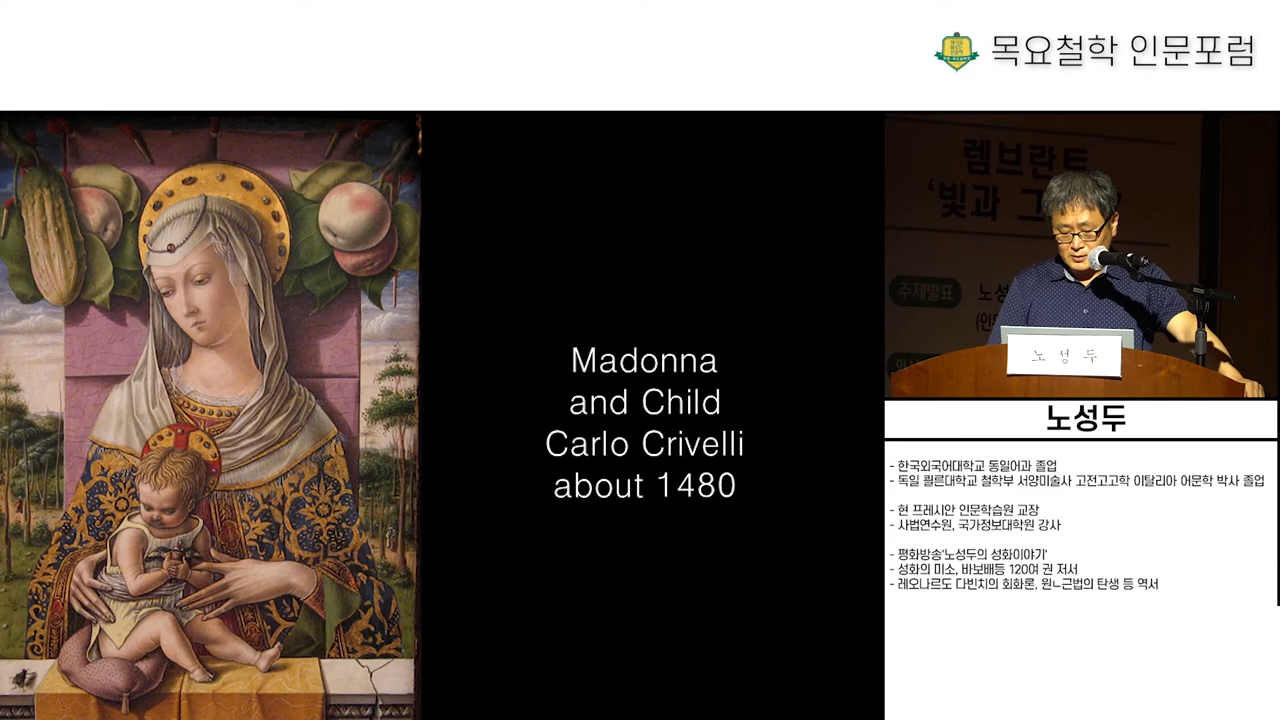 목요철학 인문포럼
렘브란트
'빛과 그
주제발표 노성
(인문
노 성 두
Madonna
and Child
Carlo Crivelli
about 1480
노성두
- 한국외국어대학교 동일어과 졸업
- 독일 쾰른대학교 철학부 서양미술사 고전고고학 이탈리아 어문학 박사 졸업
- 현 프레시안 인문학습원 교장
- 사법연수원, 국가정보대학원 강사
- 평화방송'노성두의 성화이야기'
- 성화의 미소, 바보배등 120여 권 저서
- 레오나르도 다빈치의 회화론, 원ㄴ근법의 탄생 등 역서